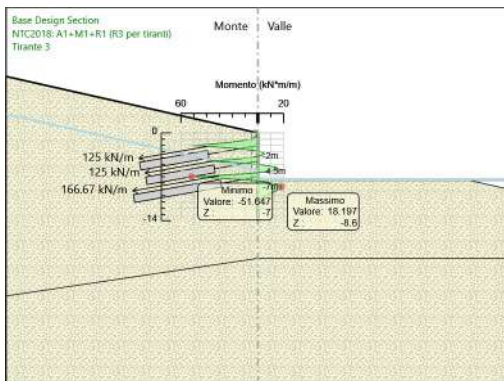 Base Design Section
NTC2018: A1+M1+R1 (R3 per tiranti)
Tirante 3
Monte
Valle
Momento (kN*m/m)
60
20
0
-2m
125 kN/m
125 kN/m
166.67 kN/m
-7m
Minimo
Valore: -51.647
Z : -7
Massimo
Valore: 18.197
Z : -8.6
-14